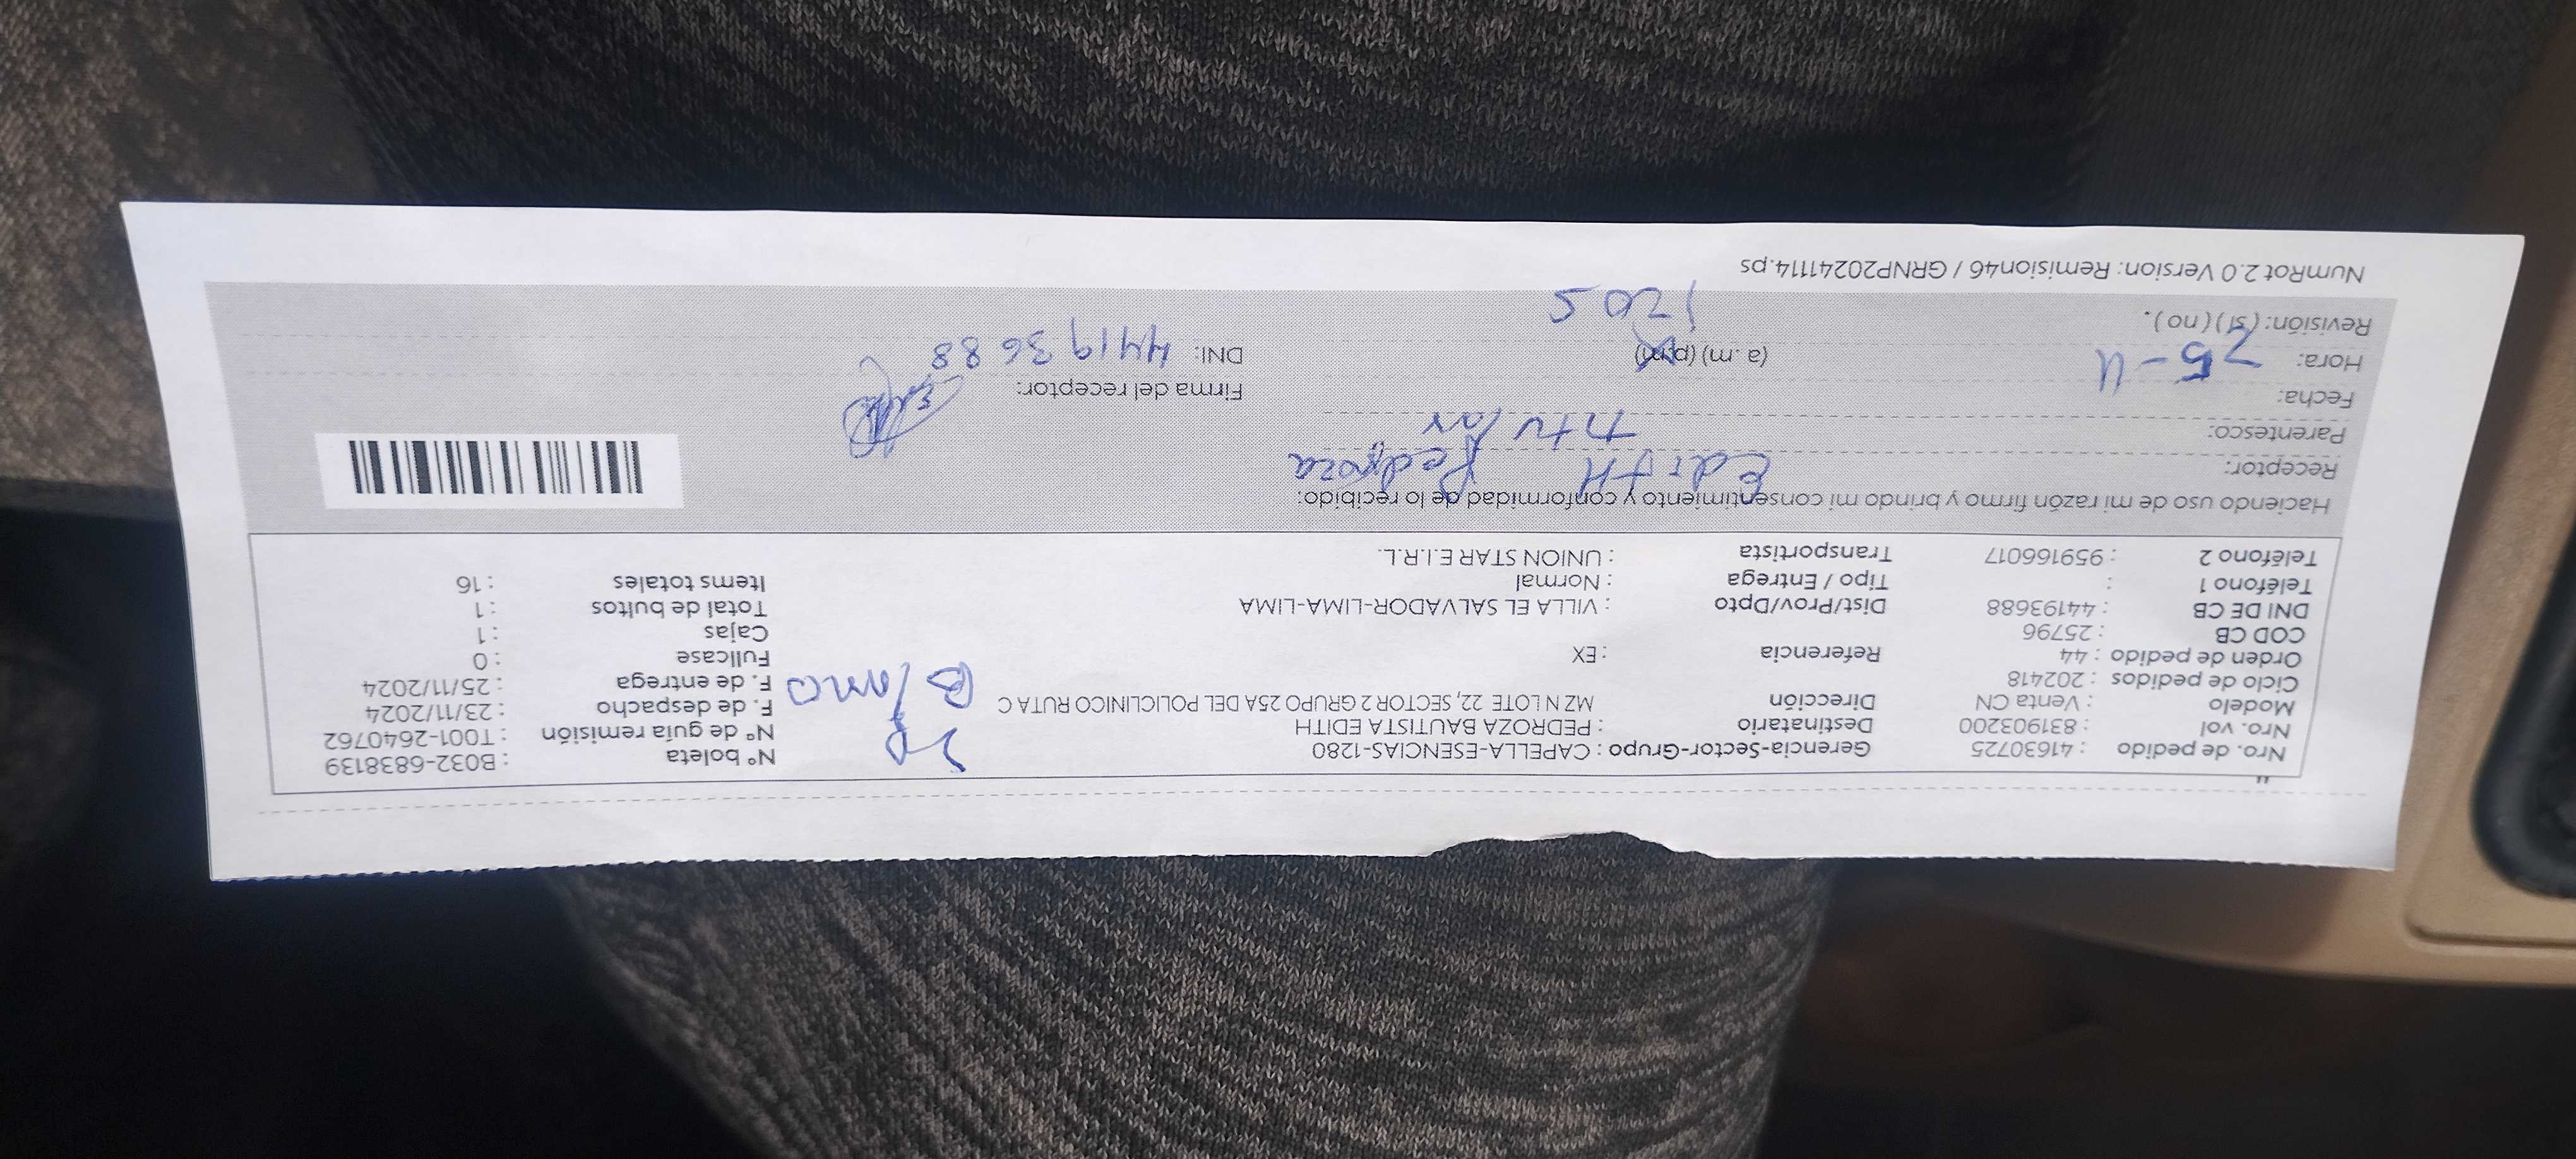 Nro. de pedido : 41630725 Gerencia-Sector-Grupo : CAPELLA-ESENCIAS-1280 N° boleta : B032-6838139
Nro. vol : 831903200 Destinatario : PEDROZA BAUTISTA EDITH 2p N° de guía remisión : T001-2640762
Modelo : Venta CN Dirección MZ N LOTE 22, SECTOR 2 GRUPO 25A DEL POLICLINICO RUTA C F. de despacho : 23/11/2024
Ciclo de pedidos : 202418 B/anco F. de entrega : 25/11/2024
Orden de pedido : 44 Referencia : EX Fullcase : 0
COD CB : 25796 Cajas : 1
DNI DE CB : 44193688 Dist/Prov/Dpto : VILLA EL SALVADOR-LIMA-LIMA Total de bultos : 1
Teléfono 1 : Tipo / Entrega : Normal Items totales : 16
Teléfono 2 : 959166017 Transportista : UNION STAR E.I.R.L.
Haciendo uso de mi razón firmo y brindo mi consentimiento y conformidad de lo recibido:
Receptor: Edith Pedroza
Parentesco: titular
Fecha: Firma del receptor:
Hora: 25-11 (a.m) (p.m) DNI: 44193688
Revisión: (si) (no). 1205
NumRot 2.0 Version: Remision46 / GRNP20241114.ps